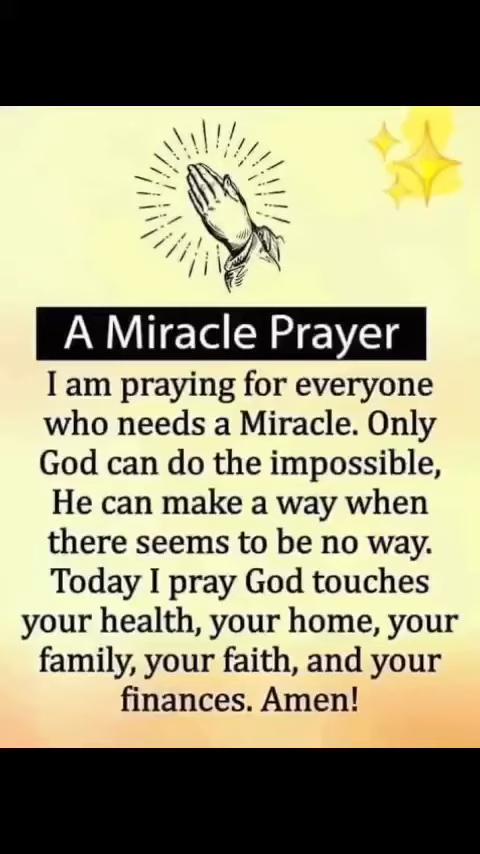 A Miracle Prayer
I am praying for everyone
who needs a Miracle. Only
God can do the impossible,
He can make a way when
there seems to be no way.
Today I pray God touches
your health, your home, your
family, your faith, and your
finances. Amen!